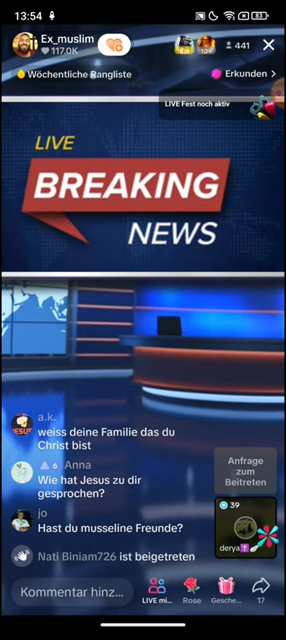 13:54
83
Ex_muslim
117.0K
441
Wöchentliche Rangliste
Erkunden >
LIVE Fest noch aktiv
LIVE
BREAKING
NEWS
a.k.
weiss deine Familie das du
Christ bist
6 Anna
Wie hat Jesus zu dir
gesprochen?
Anfrage
zum
Beitreten
jo
Hast du musseline Freunde?
39
derya
Nati Biniam726 ist beigetreten
Kommentar hinz...
LIVE mi...
Rose
Gesche...
17